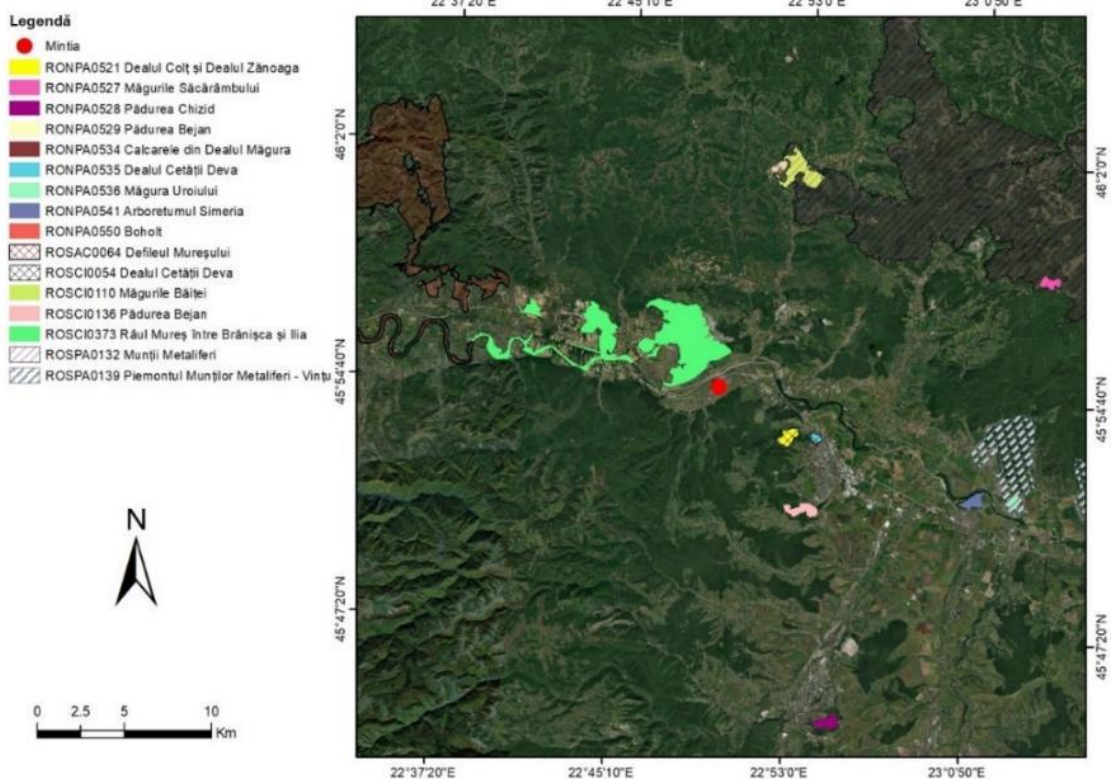 Legendă
Mintia
RONPA0521 Dealul Colț și Dealul Zănoaga
RONPA0527 Măgurile Săcărâmbului
RONPA0528 Pădurea Chizid
RONPA0529 Pădurea Bejan
RONPA0534 Calcarele din Dealul Măgura
RONPA0535 Dealul Cetății Deva
RONPA0536 Măgura Uroiului
RONPA0541 Arboretumul Simeria
RONPA0550 Boholt
ROSAC0064 Defileul Mureșului
ROSCI0054 Dealul Cetății Deva
ROSCI0110 Măgurile Băiței
ROSCI0136 Pădurea Bejan
ROSCI0373 Râul Mureș între Brănișca și Ilia
ROSPA0132 Munții Metaliferi
ROSPA0139 Piemontul Munților Metaliferi - Vințu
N
0 2.5 5 10
Km
22°37'20"E 22°45'10"E 22°53'0"E 23°0'50"E
46°2'0"N
45°54'40"N
45°47'20"N
46°2'0"N
45°54'40"N
45°47'20"N
22°37'20"E 22°45'10"E 22°53'0"E 23°0'50"E